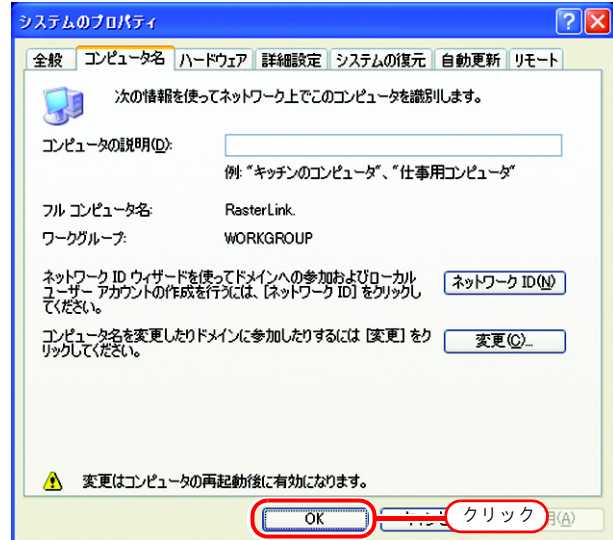 システムのプロパティ
全般 コンピュータ名 ハードウェア 詳細設定 システムの復元 自動更新 リモート
次の情報を使ってネットワーク上でこのコンピュータを識別します。
コンピュータの説明(D):
例: "キッチンのコンピュータ"、"仕事用コンピュータ"
フル コンピュータ名: RasterLink.
ワークグループ: WORKGROUP
ネットワーク ID ウィザードを使ってドメインへの参加およびローカル
ユーザー アカウントの作成を行うには、[ネットワーク ID] をクリックし
てください。
ネットワーク ID(N)
コンピュータ名を変更したりドメインに参加したりするには [変更] をク
リックしてください。
変更(C)...
変更はコンピュータの再起動後に有効になります。
OK クリック (A)